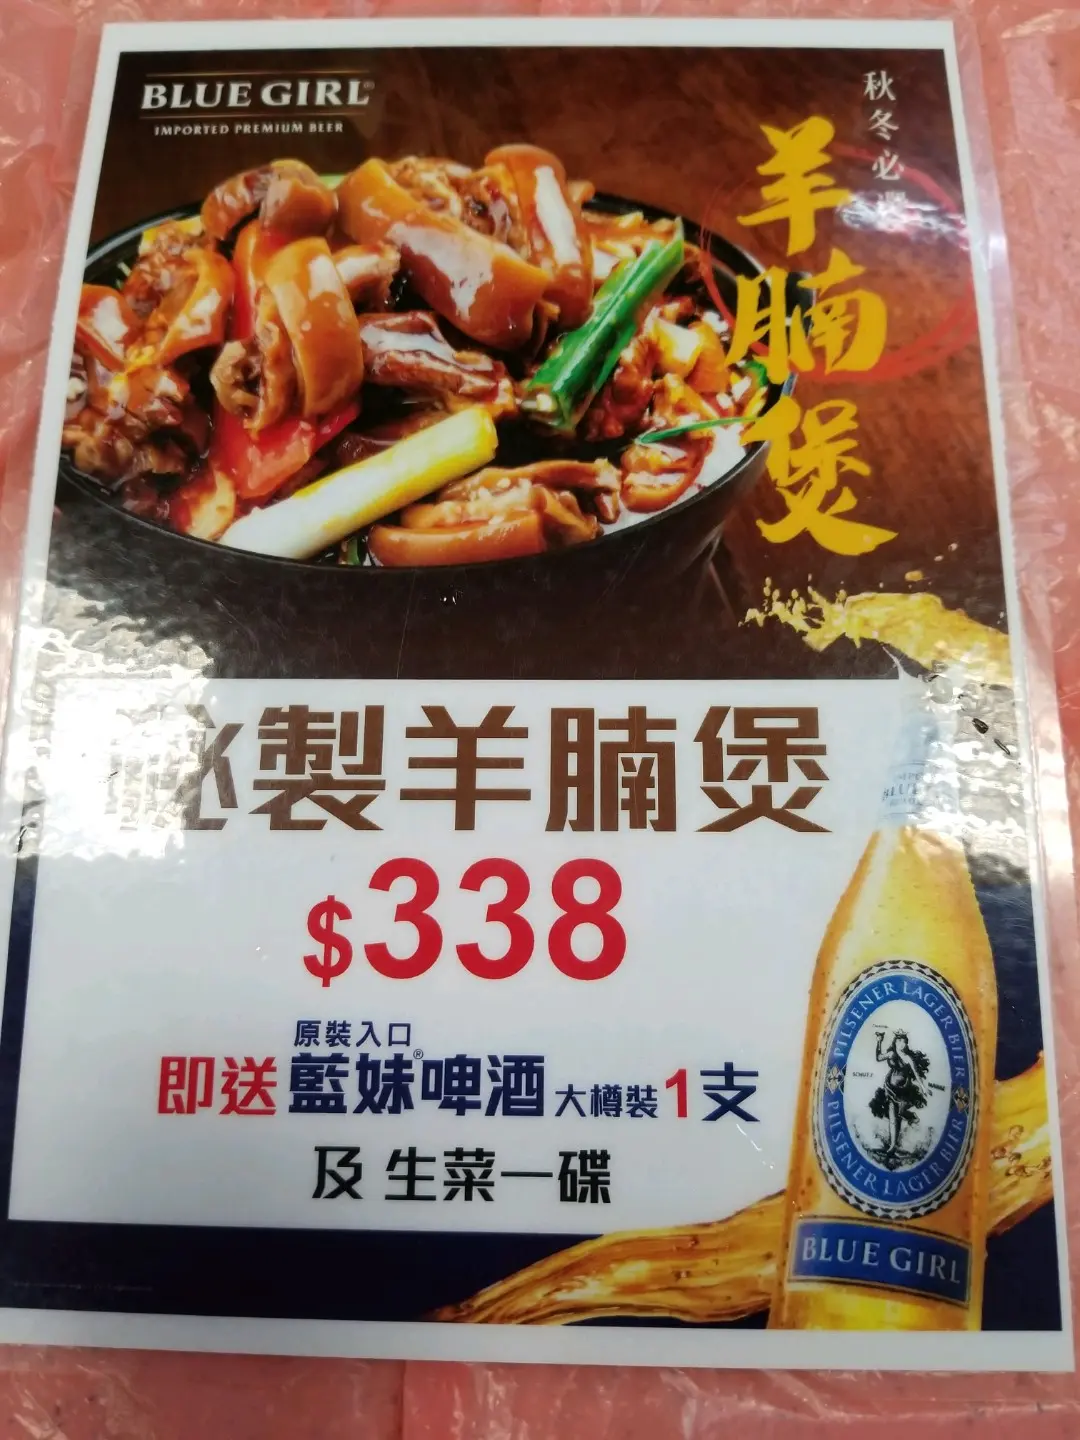 BLUE GIRL®
IMPORTED PREMIUM BEER
秋冬必
羊腩煲
製羊腩煲
$338
原裝入口
即送藍妹®啤酒大樽裝1支
及生菜一碟
PILSENER LAGER BIER
PILSENER LAGER BIER
BLUE GIRL